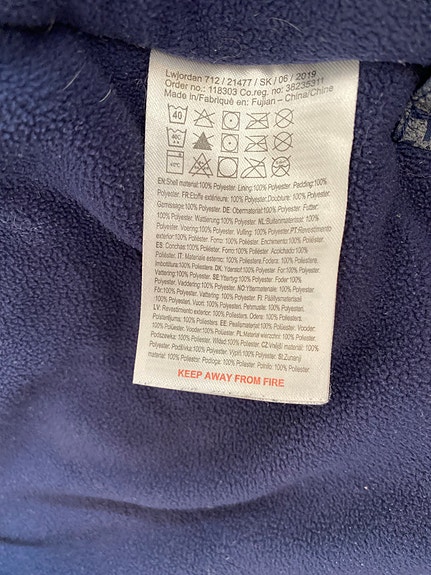 Lwjordan 712 / 21477 / SK / 06 / 2019
Order no.: 118303 Co.reg. no: 38235311
Made in/Fabriqué en: Fujian – China/Chine
40
EN:Shell material:100% Polyester. Lining:100% Polyester. Padding:100%
Polyester. FR:Etoffe extérieure: 100% Polyester.Doublure: 100% Polyester.
Garnissage:100% Polyester. DE:Obermaterial:100% Polyester. Futter:
100% Polyester. Wattierung:100% Polyester. NL:Buitenmateriaal: 100%
Polyester. Voering:100% Polyester. Vulling: 100% Polyester. PT:Revestimento
exterior:100% Poliéster. Forro: 100% Poliéster. Enchimento:100% Poliéster.
ES: Conchas: 100% Poliéster. Forro: 100% Poliéster. Acolchado:100%
Poliéster. IT: Materiale esterno: 100% Poliestere.Fodera: 100% Poliestere.
Imbottitura:100% Poliestere. DK: Yderstof:100% Polyester. For:100% Polyester.
Vattering:100% Polyester. SE:Yttertyg:100% Polyester. Foder:100%
Polyester. Vaddering:100% Polyester. NO:Yttermateriale: 100% Polyester.
Fôr:100% Polyester. Vattering: 100% Polyester. FI: Päällysmateriaali
100% Polyesteri. Vuori: 100% Polyesteri. Pehmuste: 100% Polyesteri.
LV: Revestimento exterior: 100% Poliesters. Odere: 100% Poliesters.
100% Poliesters. EE: Pealismaterjal:100% Polüester. Vooder:
100% Polüester. Vooder: 100% Polüester. PL:Materiał wierzchni: 100% Poliester.
Podszewka: 100% Poliester. Wkład:100% Poliester. CZ:Vnější materiál: 100%
Polyester. Podšívka:100% Polyester. Výplň: 100% Polyester. SI:Zunanji
material: 100% Poliester. Podloga: 100% Poliester. Polnilo: 100% Poliester.
KEEP AWAY FROM FIRE